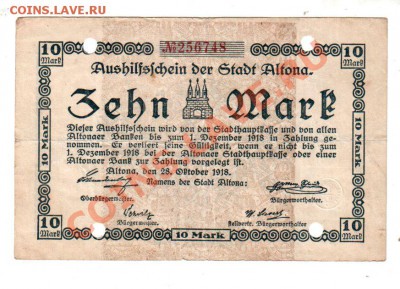 COINS.LAVE.RU
10 Mark
№256748
10 Mark
Aushilfsschein der Stadt Altona.
Zehn Mark
Dieser Aushilfsschein wird von der Stadthauptkasse und von allen
Altonaer Banken bis zum 1. Dezember 1918 in Zahlung ge-
nommen. Er verliert seine Gültigkeit, wenn er nicht bis zum
1. Dezember 1918 bei der Altonaer Stadthauptkasse oder einer
Altonaer Bank zur Zahlung vorgelegt ist.
Altona, den 28. Oktober 1918.
Namens der Stadt Altona:
Oberbürgermeister.
Bürgerworthalter.
Bürgermeister.
Stellvertr. Bürgerworthalter.
10 Mark
10 Mark
10 Mark
10 Mark
10 Mark